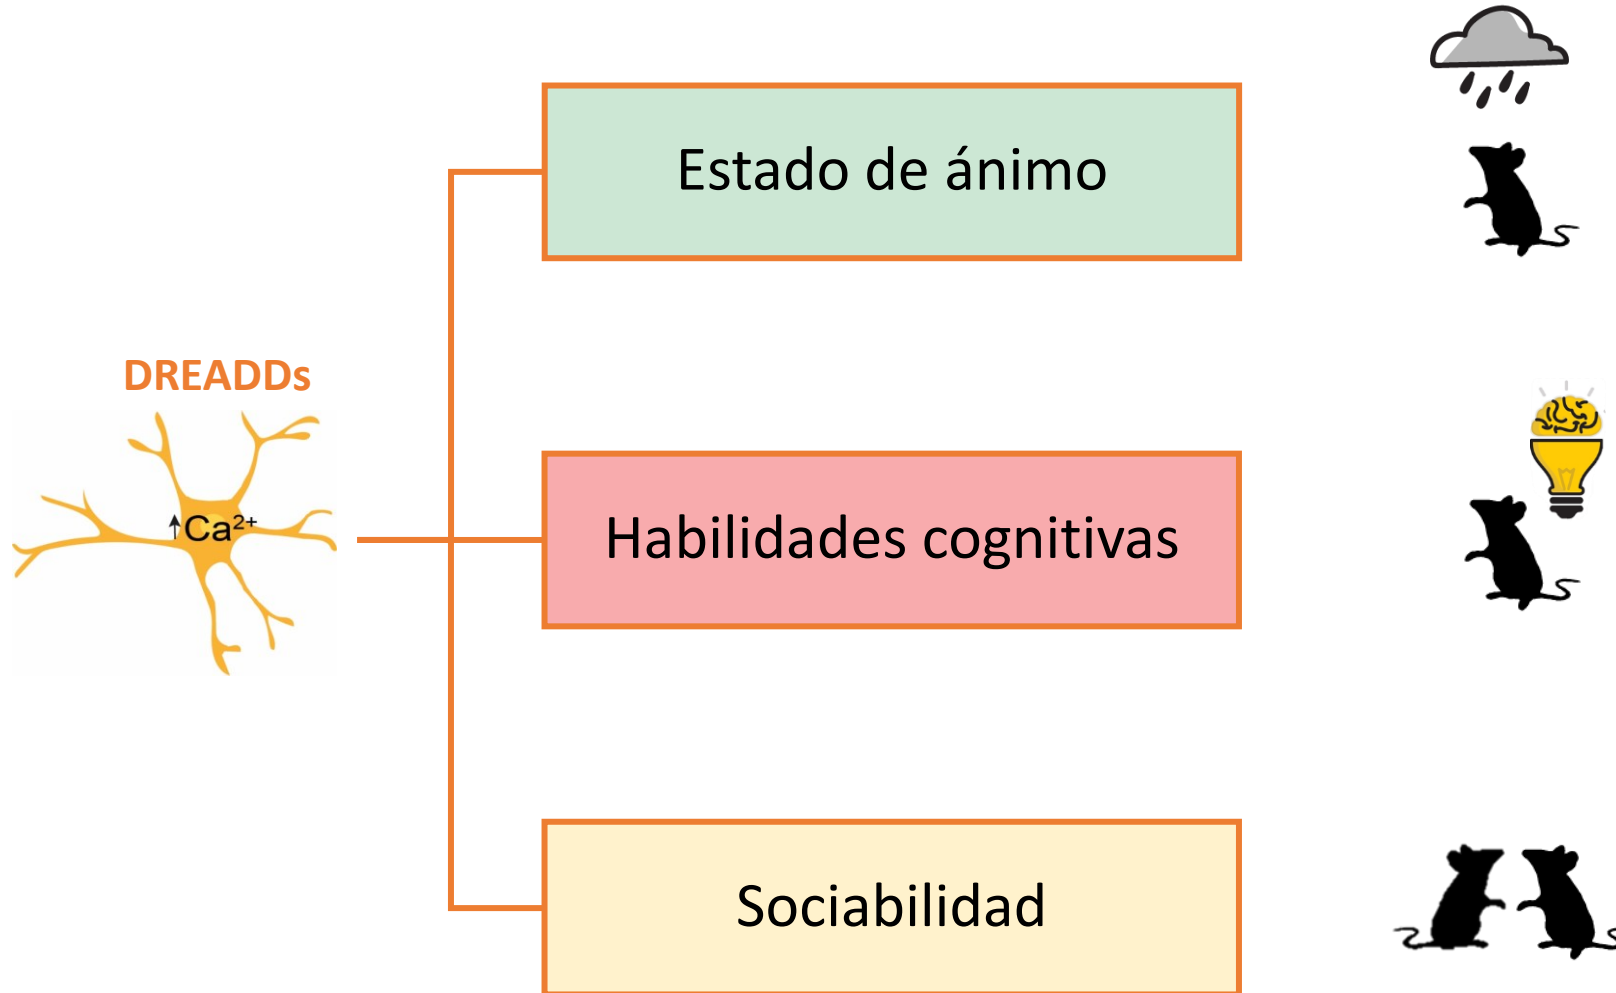 Estado de ánimo
DREADDs
↑Ca²⁺
Habilidades cognitivas
Sociabilidad